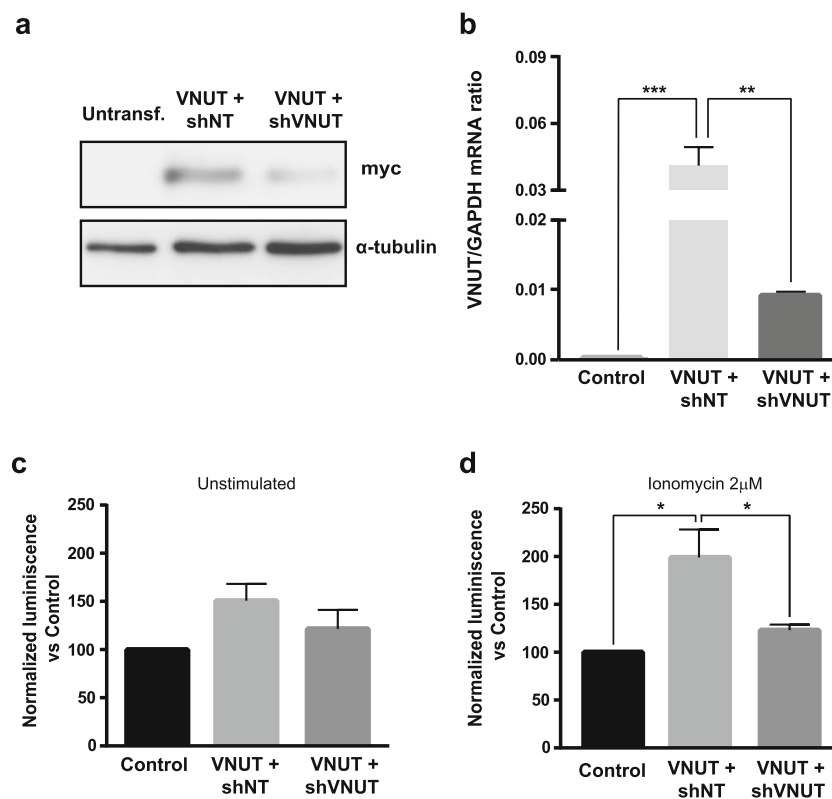 a
Untransf.
VNUT +
shNT
VNUT +
shVNUT
myc
α-tubulin
b
VNUT/GAPDH mRNA ratio
0.09
0.06
0.03
0.02
0.01
0.00
***
**
Control
VNUT +
shNT
VNUT +
shVNUT
c
Unstimulated
Normalized luminiscence
vs Control
250
200
150
100
50
0
Control
VNUT +
shNT
VNUT +
shVNUT
d
Ionomycin 2μM
Normalized luminiscence
vs Control
250
200
150
100
50
0
*
*
Control
VNUT +
shNT
VNUT +
shVNUT